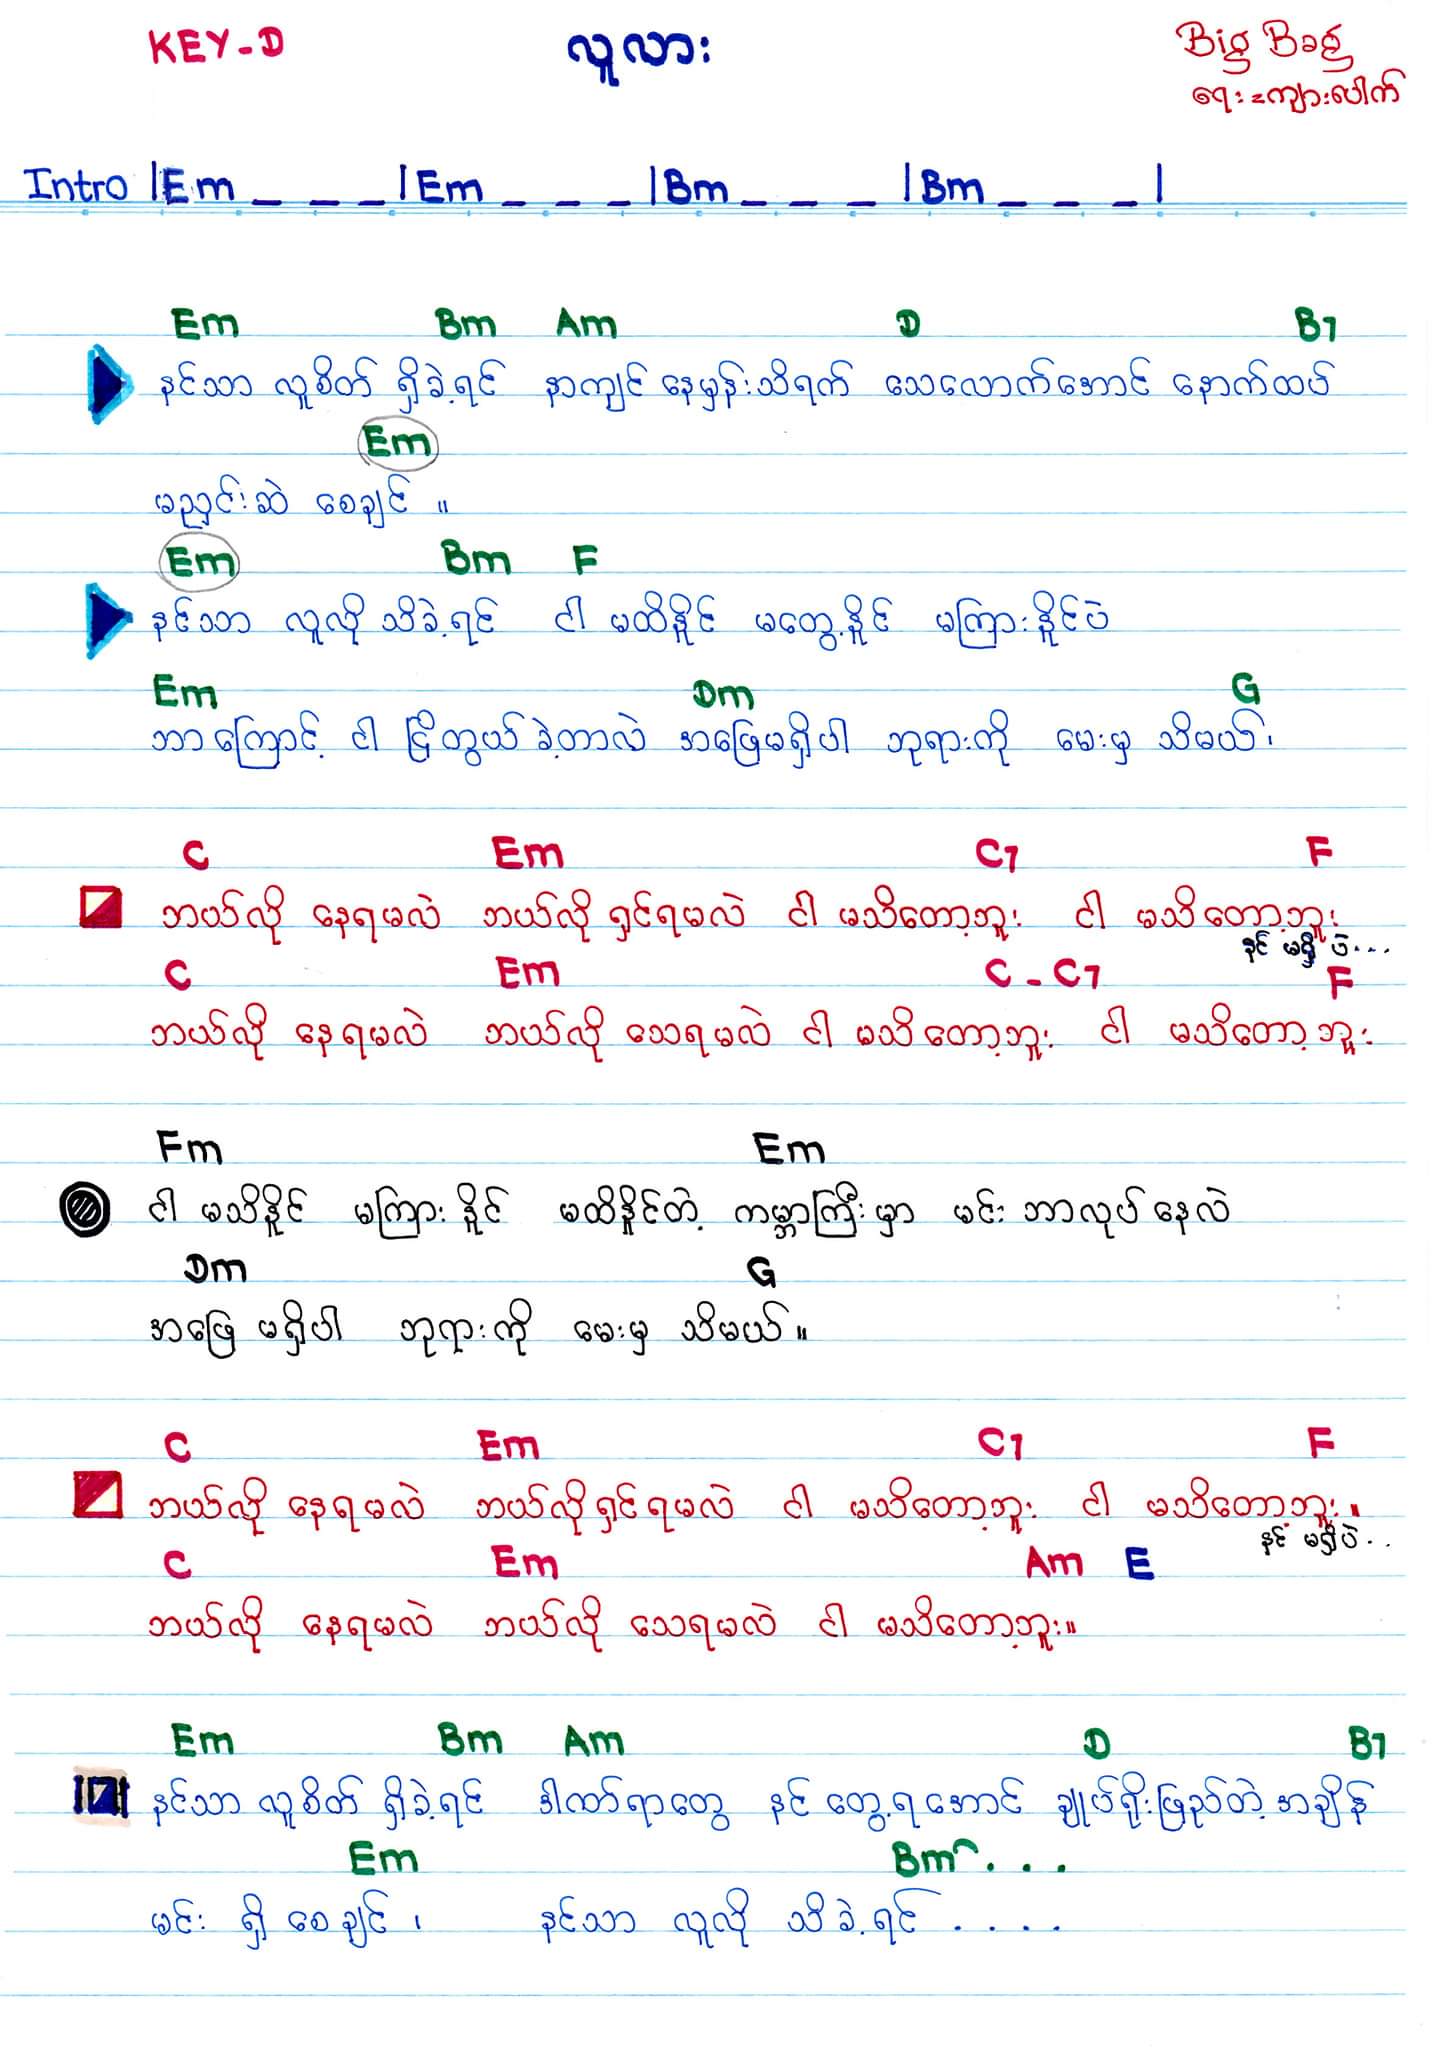 KEY-D လူလား Big Bag
ရေး=ကျားပေါက်
Intro |Em _ _ _ |Em _ _ _ |Bm _ _ _ |Bm _ _ _ |
Em Bm Am D B7
နင်သာ လူစိတ် ရှိခဲ့ရင် နာကျင် နေမှန်းသိရက် သေလောက်အောင် နောက်ထပ်
Em
မညှင်းဆဲ စေချင် ။
Em Bm F
နင်သာ လူလို သိခဲ့ရင် ငါ မထိနိုင် မတွေ့နိုင် မကြားနိုင်ပဲ
Em Dm G
ဘာကြောင့် ငါ ငြိတွယ်ခဲ့တာလဲ အဖြေမရှိပါ ဘုရားကို မေးမှ သိမယ်၊
C Em C7 F
ဘယ်လို နေရမလဲ ဘယ်လို ရှင်ရမလဲ ငါ မသိတော့ဘူး ငါ မသိတော့ဘူး
နင် မရှိ ပဲ...
C Em C - C7 F
ဘယ်လို နေရမလဲ ဘယ်လို သေရမလဲ ငါ မသိတော့ဘူး ငါ မသိတော့ဘူး
Fm Em
ငါ မသိနိုင် မကြားနိုင် မထိနိုင်တဲ့ ကမ္ဘာကြီးမှာ မင်း ဘာလုပ်နေလဲ
Dm G
အဖြေ မရှိပါ ဘုရားကို မေးမှ သိမယ်။
C Em C7 F
ဘယ်လို နေရမလဲ ဘယ်လိုရှင်ရမလဲ ငါ မသိတော့ဘူး ငါ မသိတော့ဘူး။
နင် မရှိပဲ..
C Em Am E
ဘယ်လို နေရမလဲ ဘယ်လို သေရမလဲ ငါ မသိတော့ဘူး။
Em Bm Am D B7
နင်သာ လူစိတ် ရှိခဲ့ရင် ဒါဏ်ရာတွေ နင် တွေ့ရအောင် ချုပ်ရိုးဖြည်တဲ့ အချိန်
Em Bm ...
မင်း ရှိ စေချင် ၊ နင်သာ လူလို သိခဲ့ရင် ....